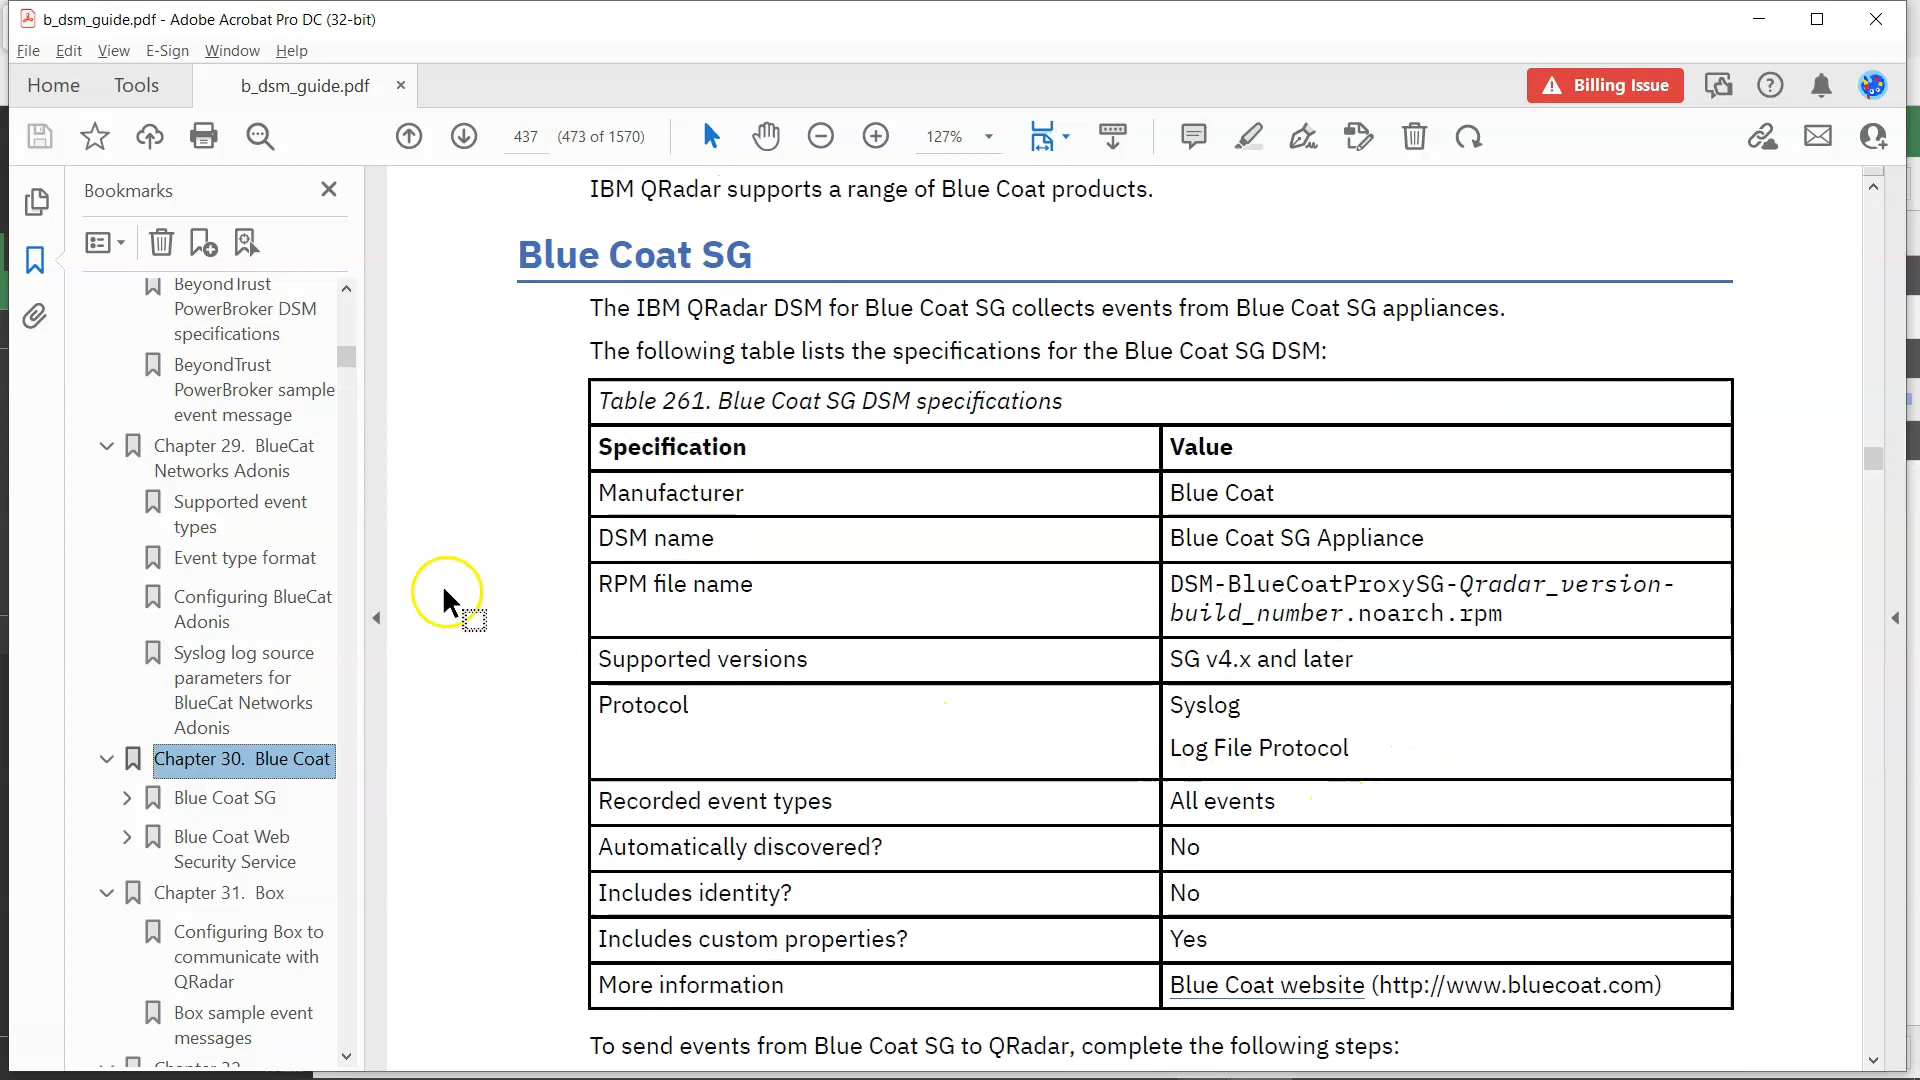 b_dsm_guide.pdf - Adobe Acrobat Pro DC (32-bit)
File Edit View E-Sign Window Help
Home Tools b_dsm_guide.pdf × Billing Issue
437 (473 of 1570) 127%
Bookmarks
BeyondTrust
PowerBroker DSM
specifications
BeyondTrust
PowerBroker sample
event message
Chapter 29. BlueCat
Networks Adonis
Supported event
types
Event type format
Configuring BlueCat
Adonis
Syslog log source
parameters for
BlueCat Networks
Adonis
Chapter 30. Blue Coat
Blue Coat SG
Blue Coat Web
Security Service
Chapter 31. Box
Configuring Box to
communicate with
QRadar
Box sample event
messages
IBM QRadar supports a range of Blue Coat products.
Blue Coat SG
The IBM QRadar DSM for Blue Coat SG collects events from Blue Coat SG appliances.
The following table lists the specifications for the Blue Coat SG DSM:
Table 261. Blue Coat SG DSM specifications
Specification Value
Manufacturer Blue Coat
DSM name Blue Coat SG Appliance
RPM file name DSM-BlueCoatProxySG-Qradar_version-
build_number.noarch.rpm
Supported versions SG v4.x and later
Protocol Syslog
Log File Protocol
Recorded event types All events
Automatically discovered? No
Includes identity? No
Includes custom properties? Yes
More information Blue Coat website (http://www.bluecoat.com)
To send events from Blue Coat SG to QRadar, complete the following steps: